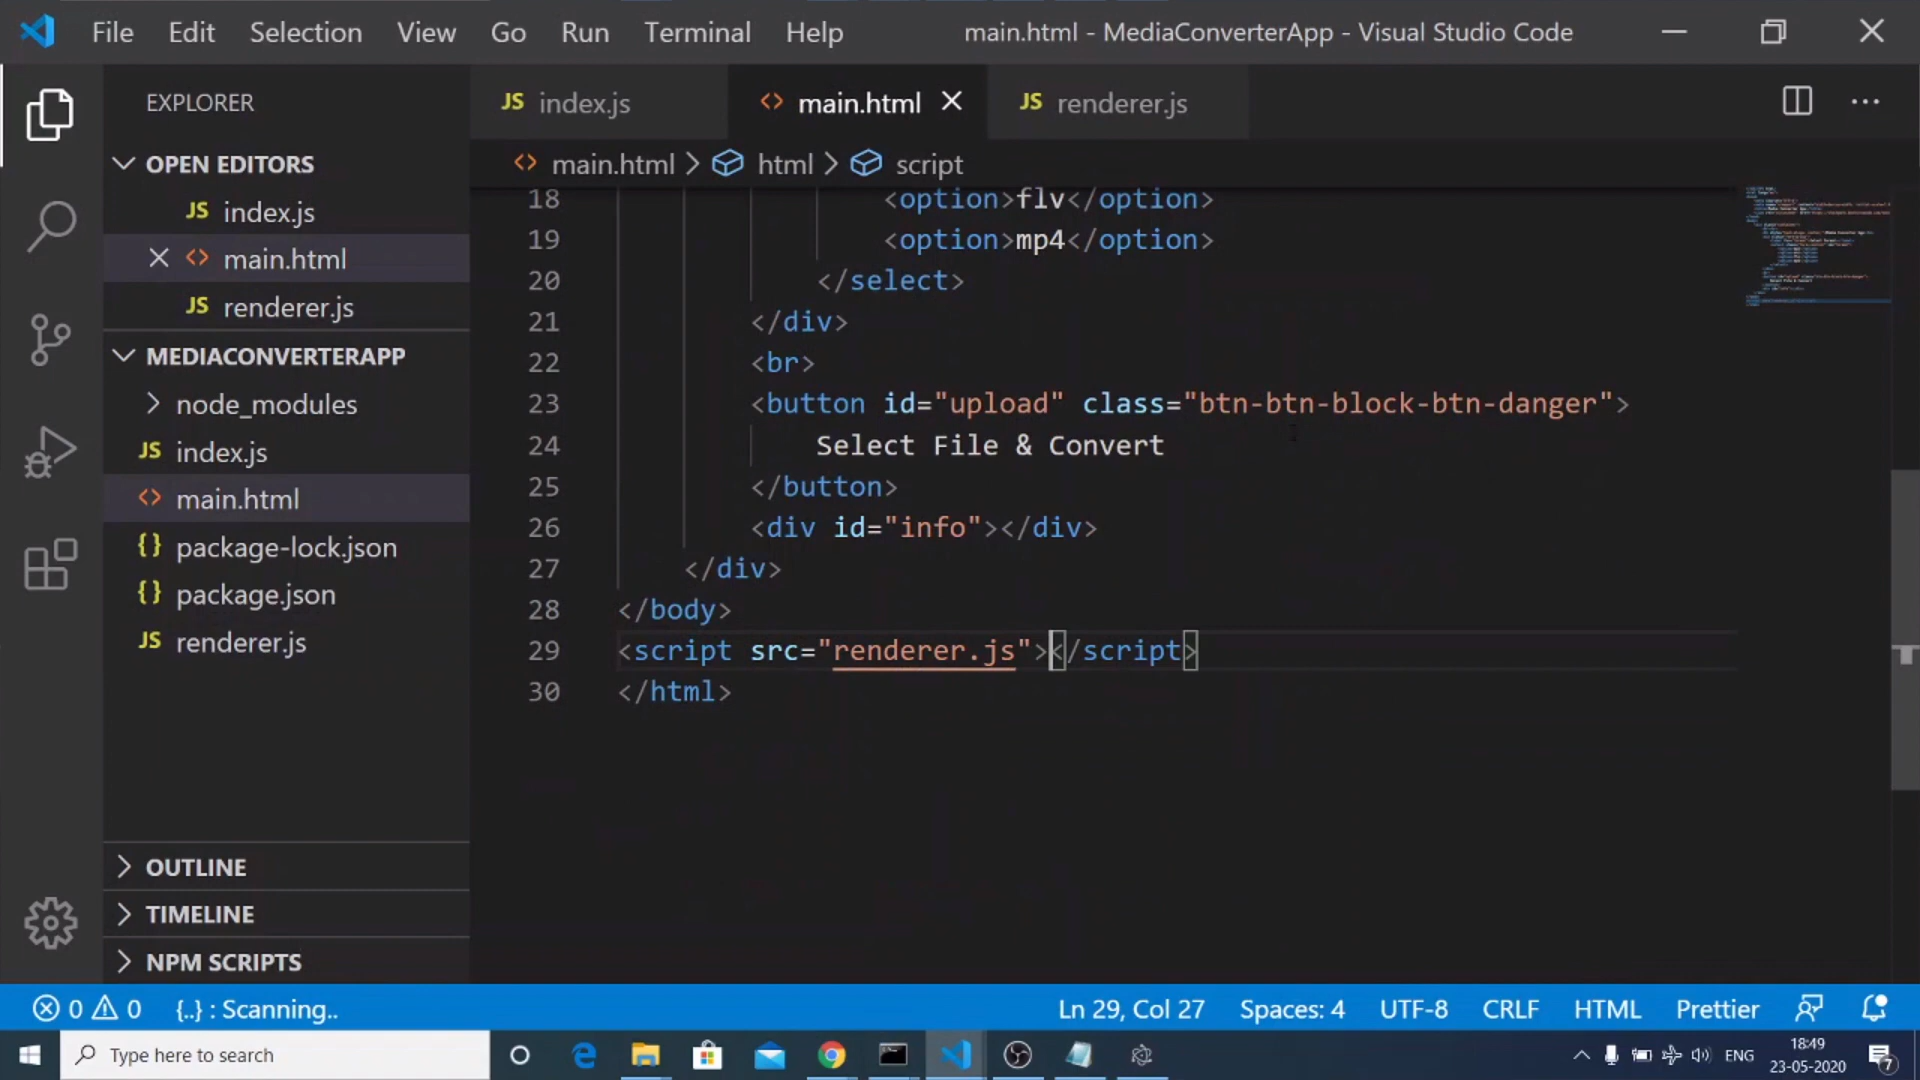 File Edit Selection View Go Run Terminal Help main.html - MediaConverterApp - Visual Studio Code
EXPLORER
OPEN EDITORS
JS index.js
main.html
JS renderer.js
MEDIACONVERTERAPP
node_modules
JS index.js
main.html
{} package-lock.json
{} package.json
JS renderer.js
OUTLINE
TIMELINE
NPM SCRIPTS
JS index.js main.html JS renderer.js
main.html > html > script
18 <option>flv</option>
19 <option>mp4</option>
20 </select>
21 </div>
22 <br>
23 <button id="upload" class="btn-btn-block-btn-danger">
24 Select File & Convert
25 </button>
26 <div id="info"></div>
27 </div>
28 </body>
29 <script src="renderer.js"></script>
30 </html>
0 0 {..} : Scanning.. Ln 29, Col 27 Spaces: 4 UTF-8 CRLF HTML Prettier
Type here to search
ENG
18:49
23-05-2020
7